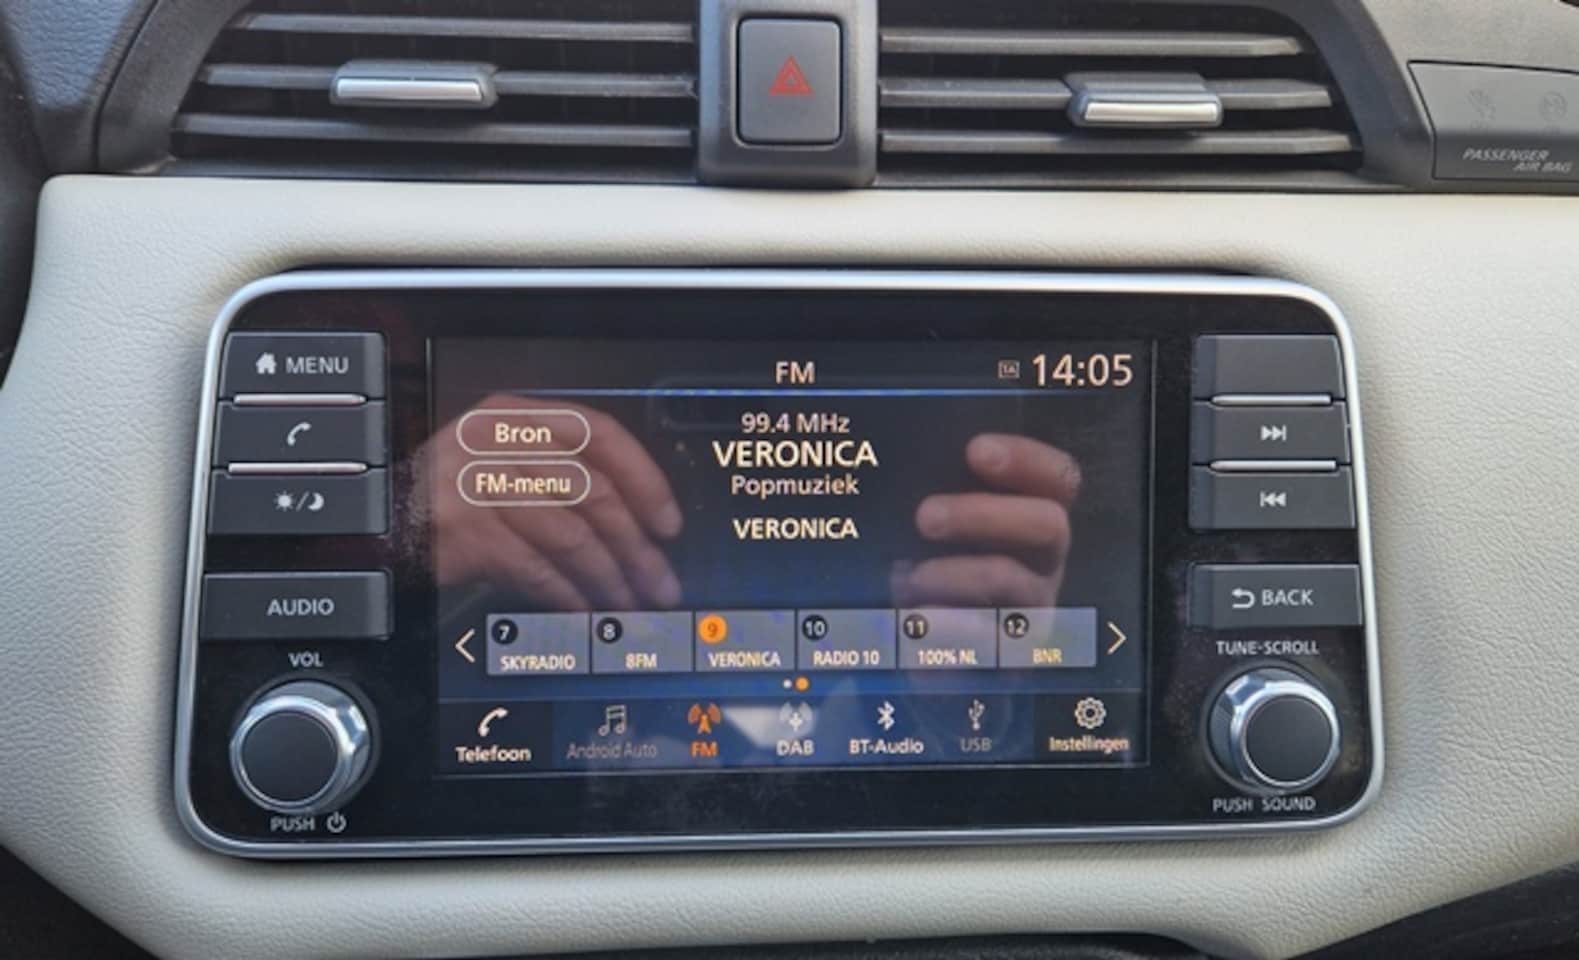 PASSENGER
AIR BAG
MENU
AUDIO
VOL
PUSH
FM
TA
14:05
Bron
FM-menu
99.4 MHz
VERONICA
Popmuziek
VERONICA
7 SKYRADIO
8 8FM
9 VERONICA
10 RADIO 10
11 100% NL
12 BNR
Telefoon
Android Auto
FM
DAB
BT-Audio
USB
Instellingen
BACK
TUNE-SCROLL
PUSH SOUND